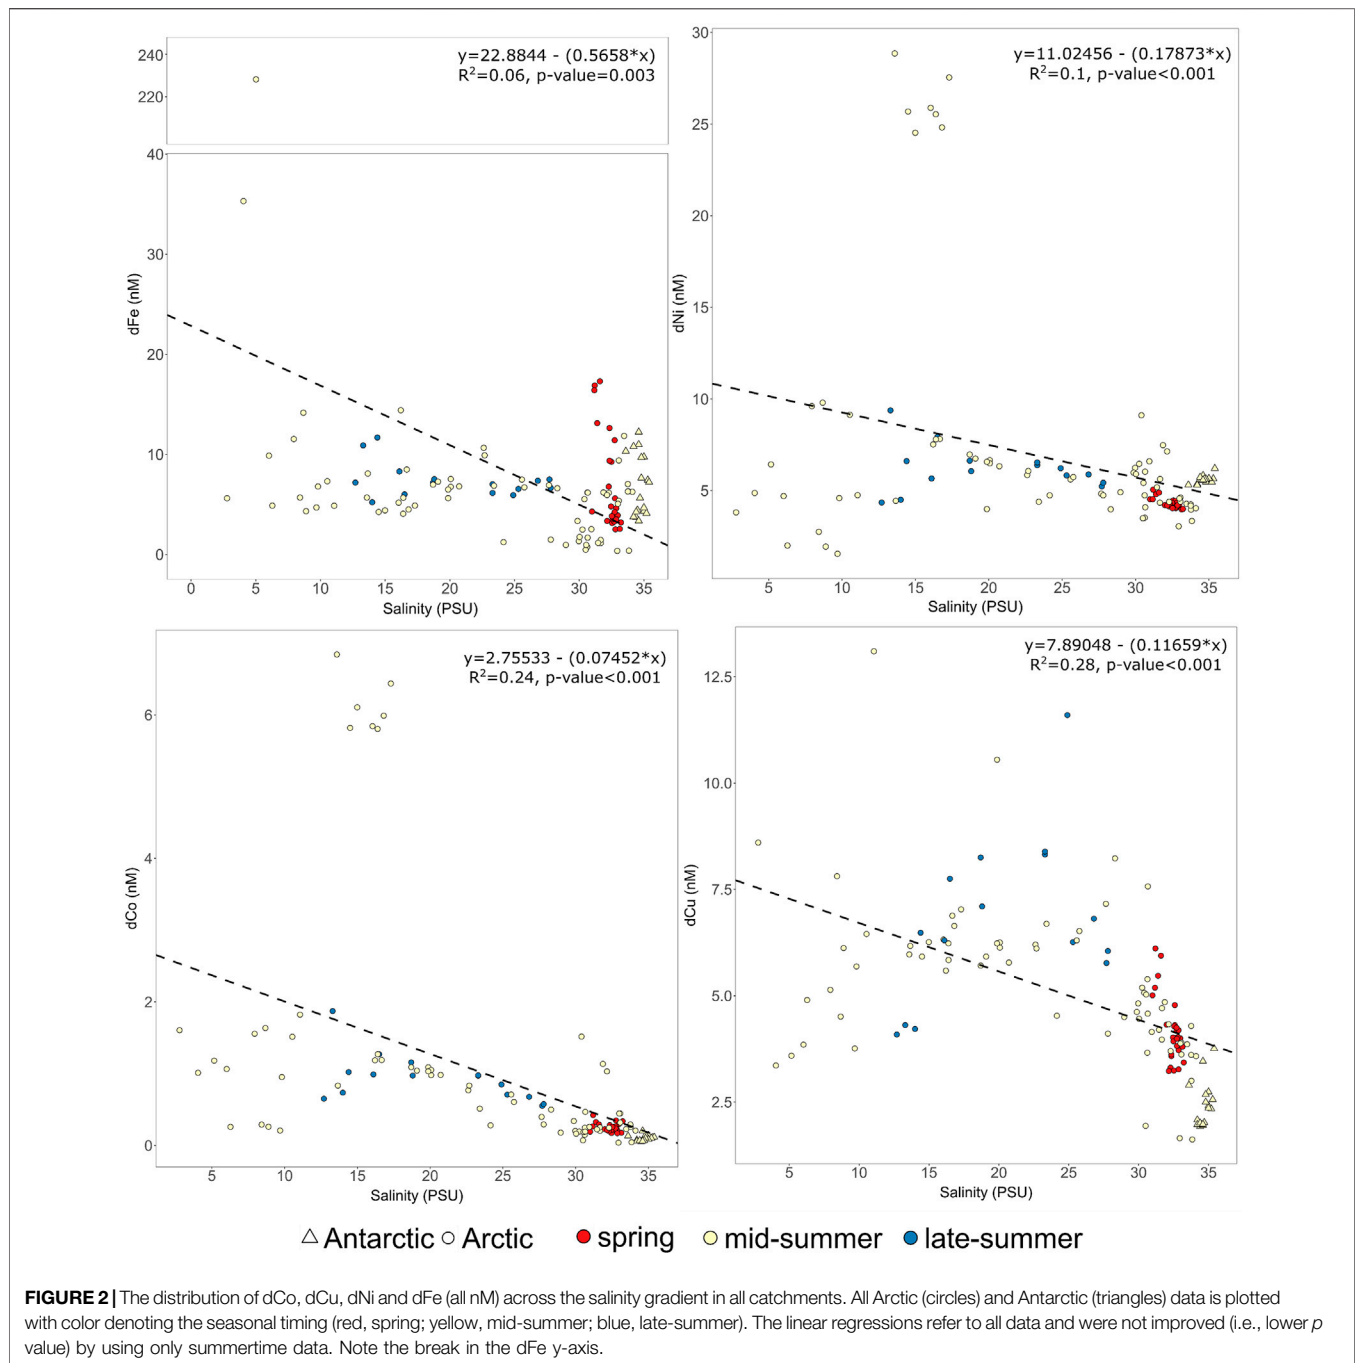 y=22.8844 - (0.5658*x)
R²=0.06, p-value=0.003
240
220
40
30
20
10
0
dFe (nM)
0 5 10 15 20 25 30 35
Salinity (PSU)
y=11.02456 - (0.17873*x)
R²=0.1, p-value<0.001
30
25
20
15
10
5
dNi (nM)
5 10 15 20 25 30 35
Salinity (PSU)
y=2.75533 - (0.07452*x)
R²=0.24, p-value<0.001
6
4
2
0
dCo (nM)
5 10 15 20 25 30 35
Salinity (PSU)
y=7.89048 - (0.11659*x)
R²=0.28, p-value<0.001
12.5
10.0
7.5
5.0
2.5
dCu (nM)
5 10 15 20 25 30 35
Salinity (PSU)
Antarctic Arctic spring mid-summer late-summer
FIGURE 2 | The distribution of dCo, dCu, dNi and dFe (all nM) across the salinity gradient in all catchments. All Arctic (circles) and Antarctic (triangles) data is plotted
with color denoting the seasonal timing (red, spring; yellow, mid-summer; blue, late-summer). The linear regressions refer to all data and were not improved (i.e., lower p
value) by using only summertime data. Note the break in the dFe y-axis.